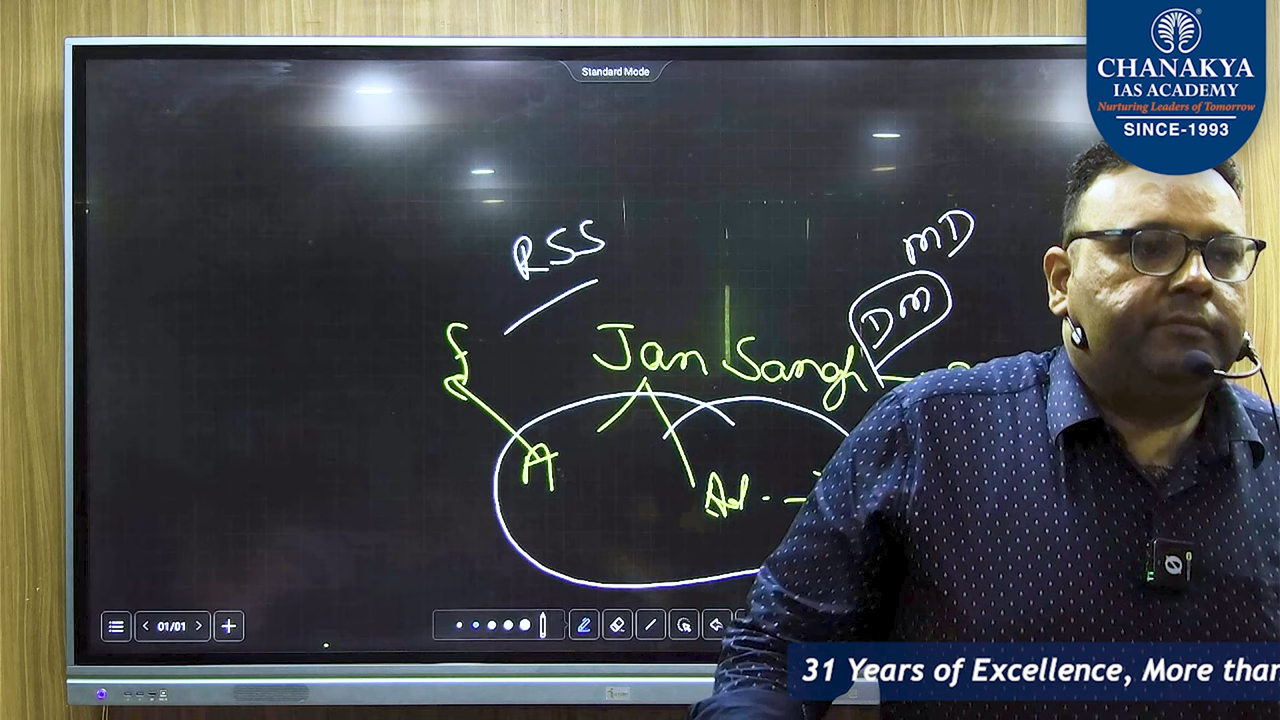 Standard Mode
CHANAKYA
IAS ACADEMY
Nurturing Leaders of Tomorrow
SINCE-1993
RSS
MD
DM
Jan Sangh
A
01/01
31 Years of Excellence, More than